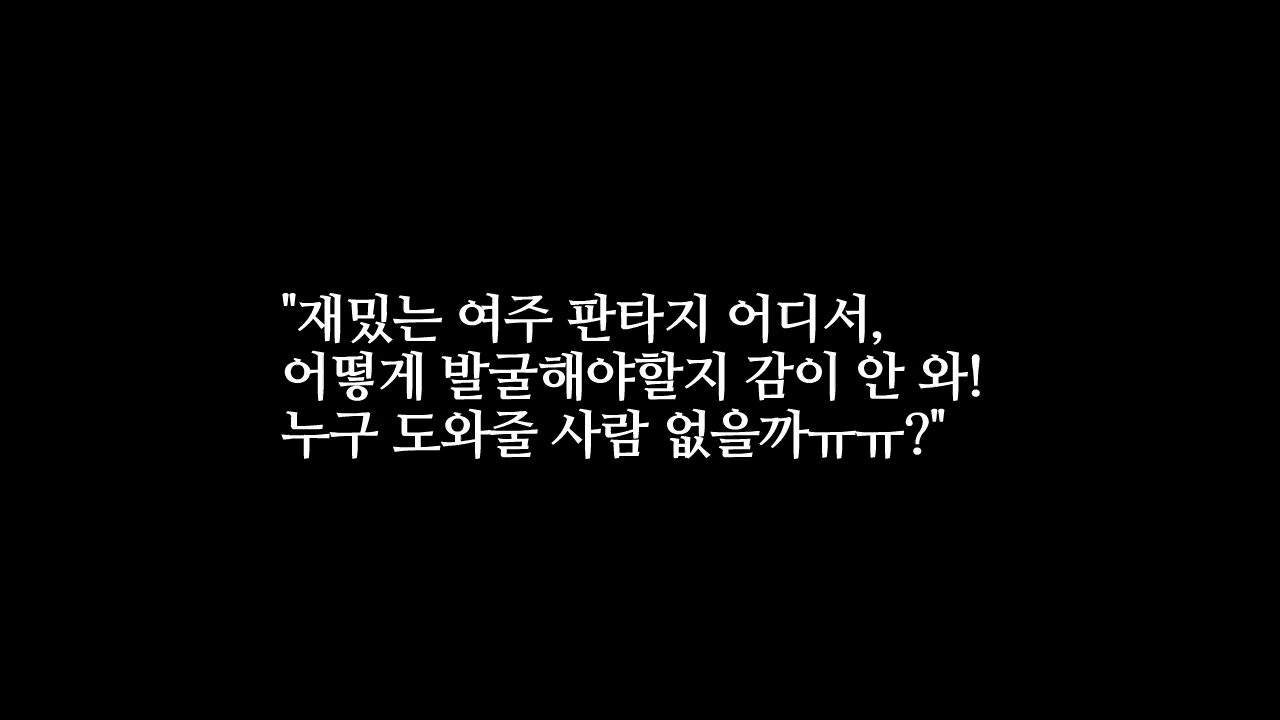 "재밌는 여주 판타지 어디서,
어떻게 발굴해야할지 감이 안 와!
누구 도와줄 사람 없을까ㅠㅠ?"